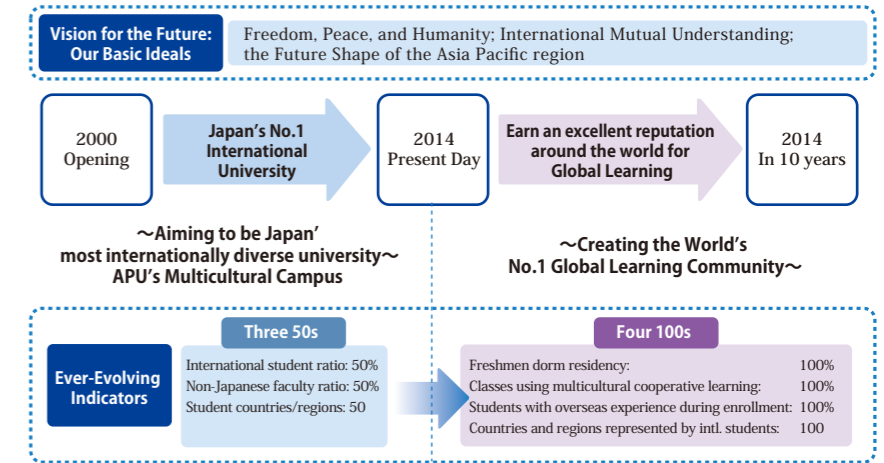 Vision for the Future:
Our Basic Ideals
Freedom, Peace, and Humanity; International Mutual Understanding;
the Future Shape of the Asia Pacific region
2000
Opening
Japan's No.1
International
University
2014
Present Day
Earn an excellent reputation
around the world for
Global Learning
2014
In 10 years
～Aiming to be Japan'
most internationally diverse university～
APU's Multicultural Campus
～Creating the World's
No.1 Global Learning Community～
Ever-Evolving
Indicators
Three 50s
International student ratio: 50%
Non-Japanese faculty ratio: 50%
Student countries/regions: 50
Four 100s
Freshmen dorm residency: 100%
Classes using multicultural cooperative learning: 100%
Students with overseas experience during enrollment: 100%
Countries and regions represented by intl. students: 100